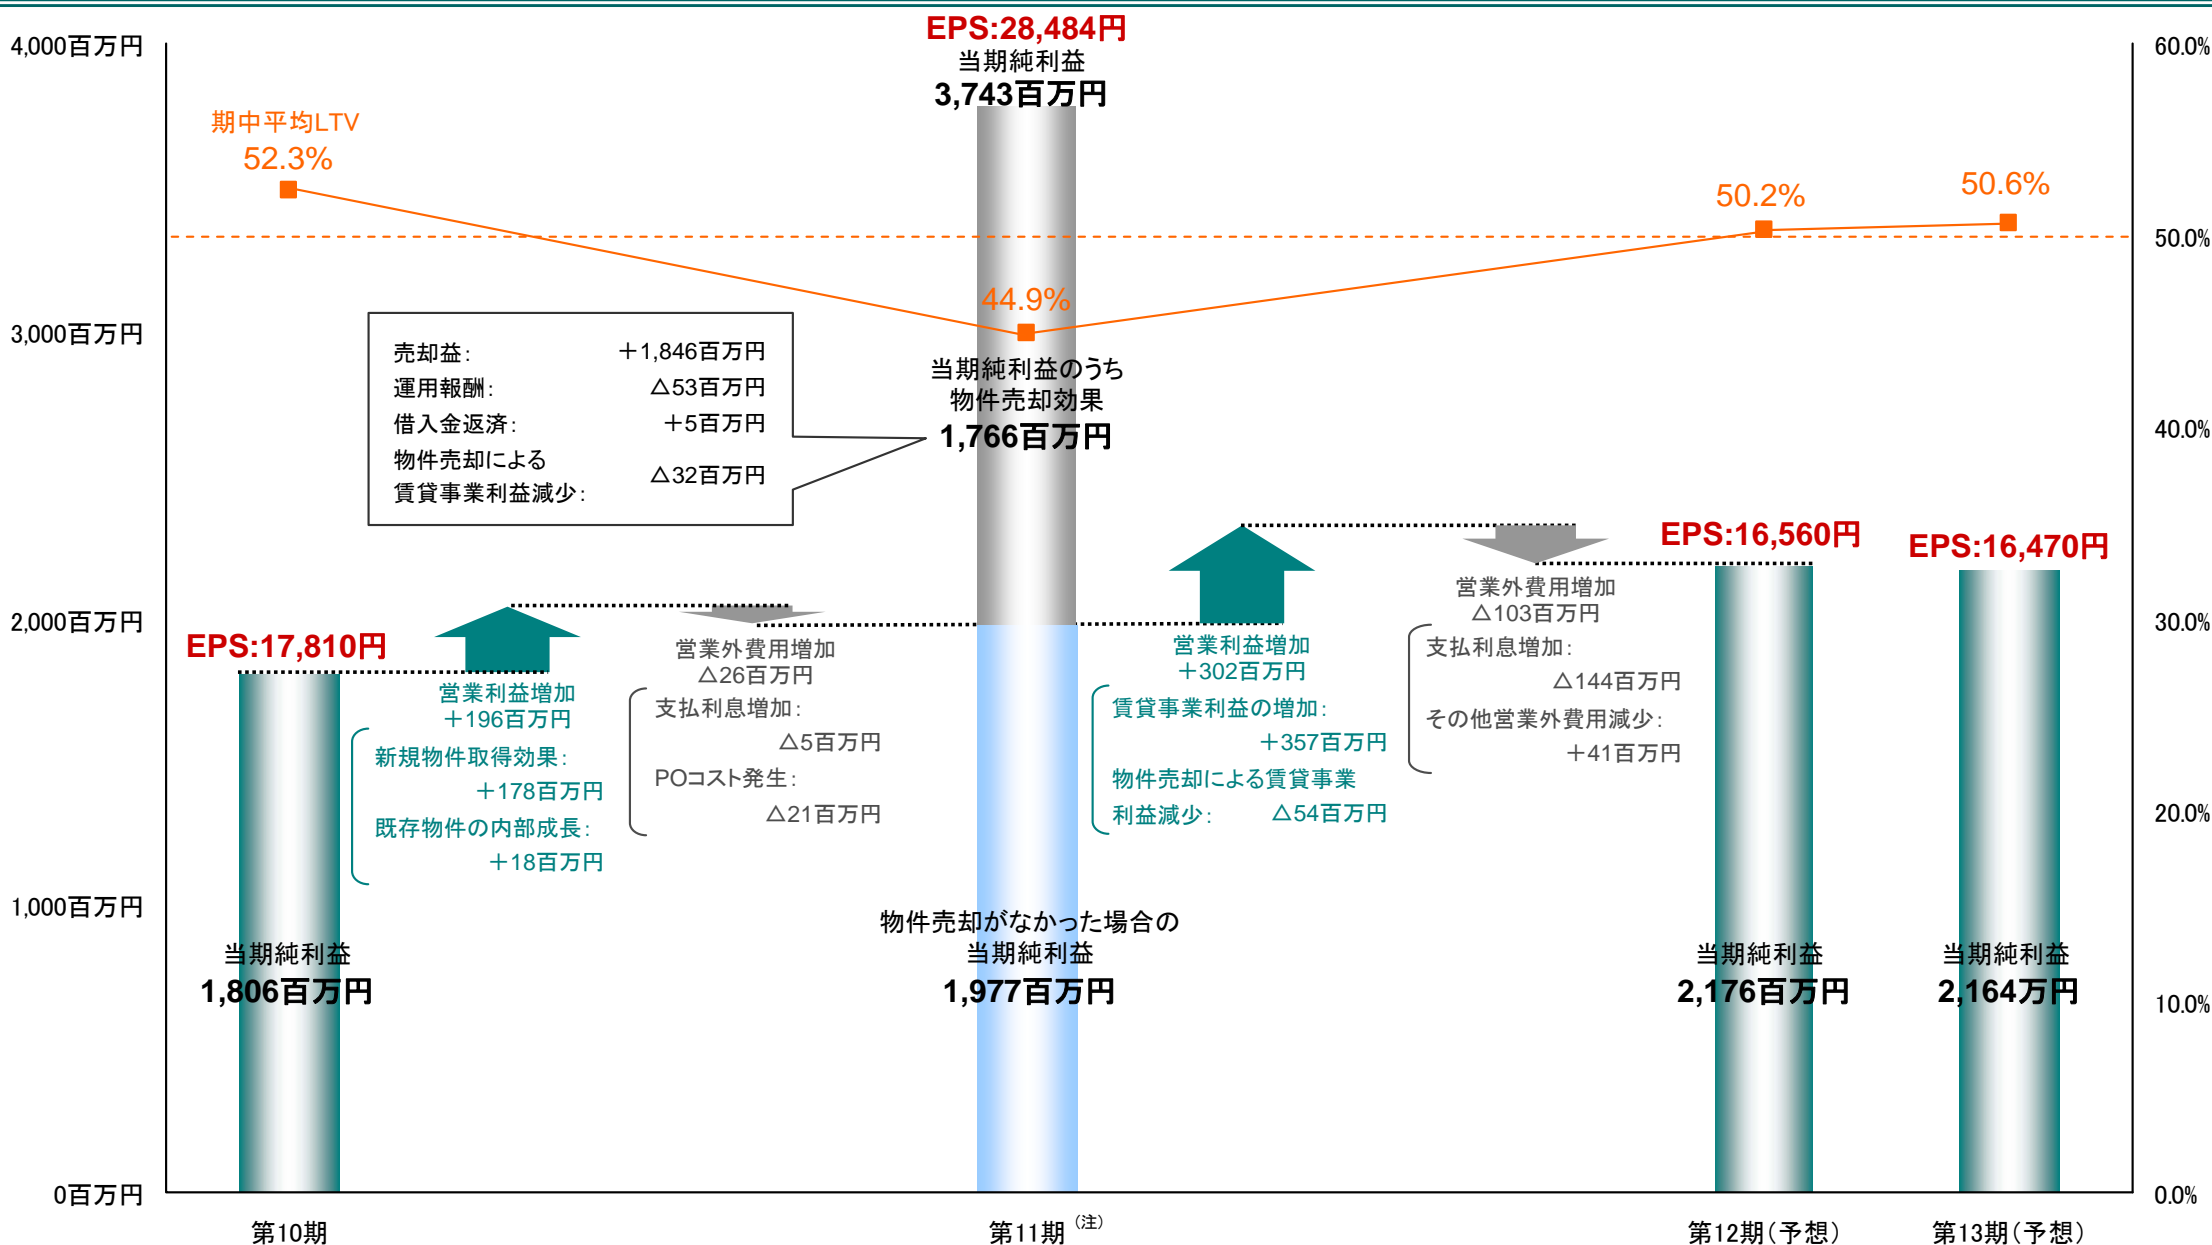 4,000百万円
3,000百万円
2,000百万円
1,000百万円
0百万円
60.0%
50.0%
40.0%
30.0%
20.0%
10.0%
0.0%
期中平均LTV
52.3%
EPS:28,484円
当期純利益
3,743百万円
44.9%
50.2%
50.6%
売却益: +1,846百万円
運用報酬: △53百万円
借入金返済: +5百万円
物件売却による
賃貸事業利益減少: △32百万円
当期純利益のうち
物件売却効果
1,766百万円
EPS:17,810円
営業利益増加
+196百万円
新規物件取得効果:
+178百万円
既存物件の内部成長:
+18百万円
営業外費用増加
△26百万円
支払利息増加:
△5百万円
POコスト発生:
△21百万円
営業利益増加
+302百万円
賃貸事業利益の増加:
+357百万円
物件売却による賃貸事業
利益減少: △54百万円
営業外費用増加
△103百万円
支払利息増加:
△144百万円
その他営業外費用減少:
+41百万円
EPS:16,560円
EPS:16,470円
当期純利益
1,806百万円
物件売却がなかった場合の
当期純利益
1,977百万円
当期純利益
2,176百万円
当期純利益
2,164万円
第10期
第11期 (注)
第12期(予想)
第13期(予想)